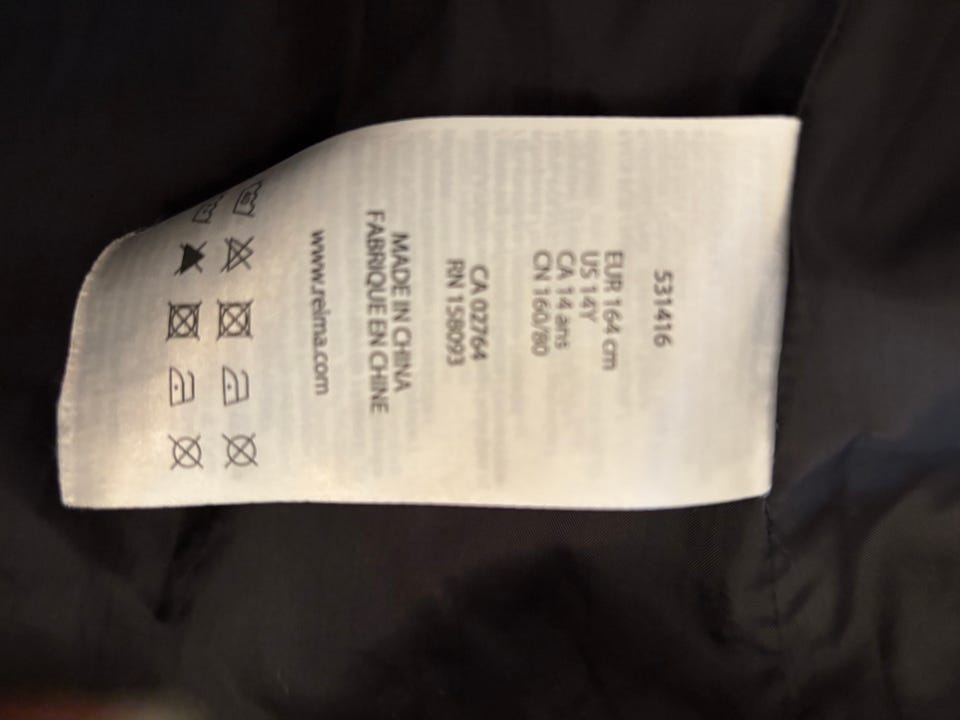 531416
EUR 164 cm
US 14Y
CA 14 ans
CN 160/80
CA 02764
RN 158093
MADE IN CHINA
FABRIQUE EN CHINE
www.reima.com